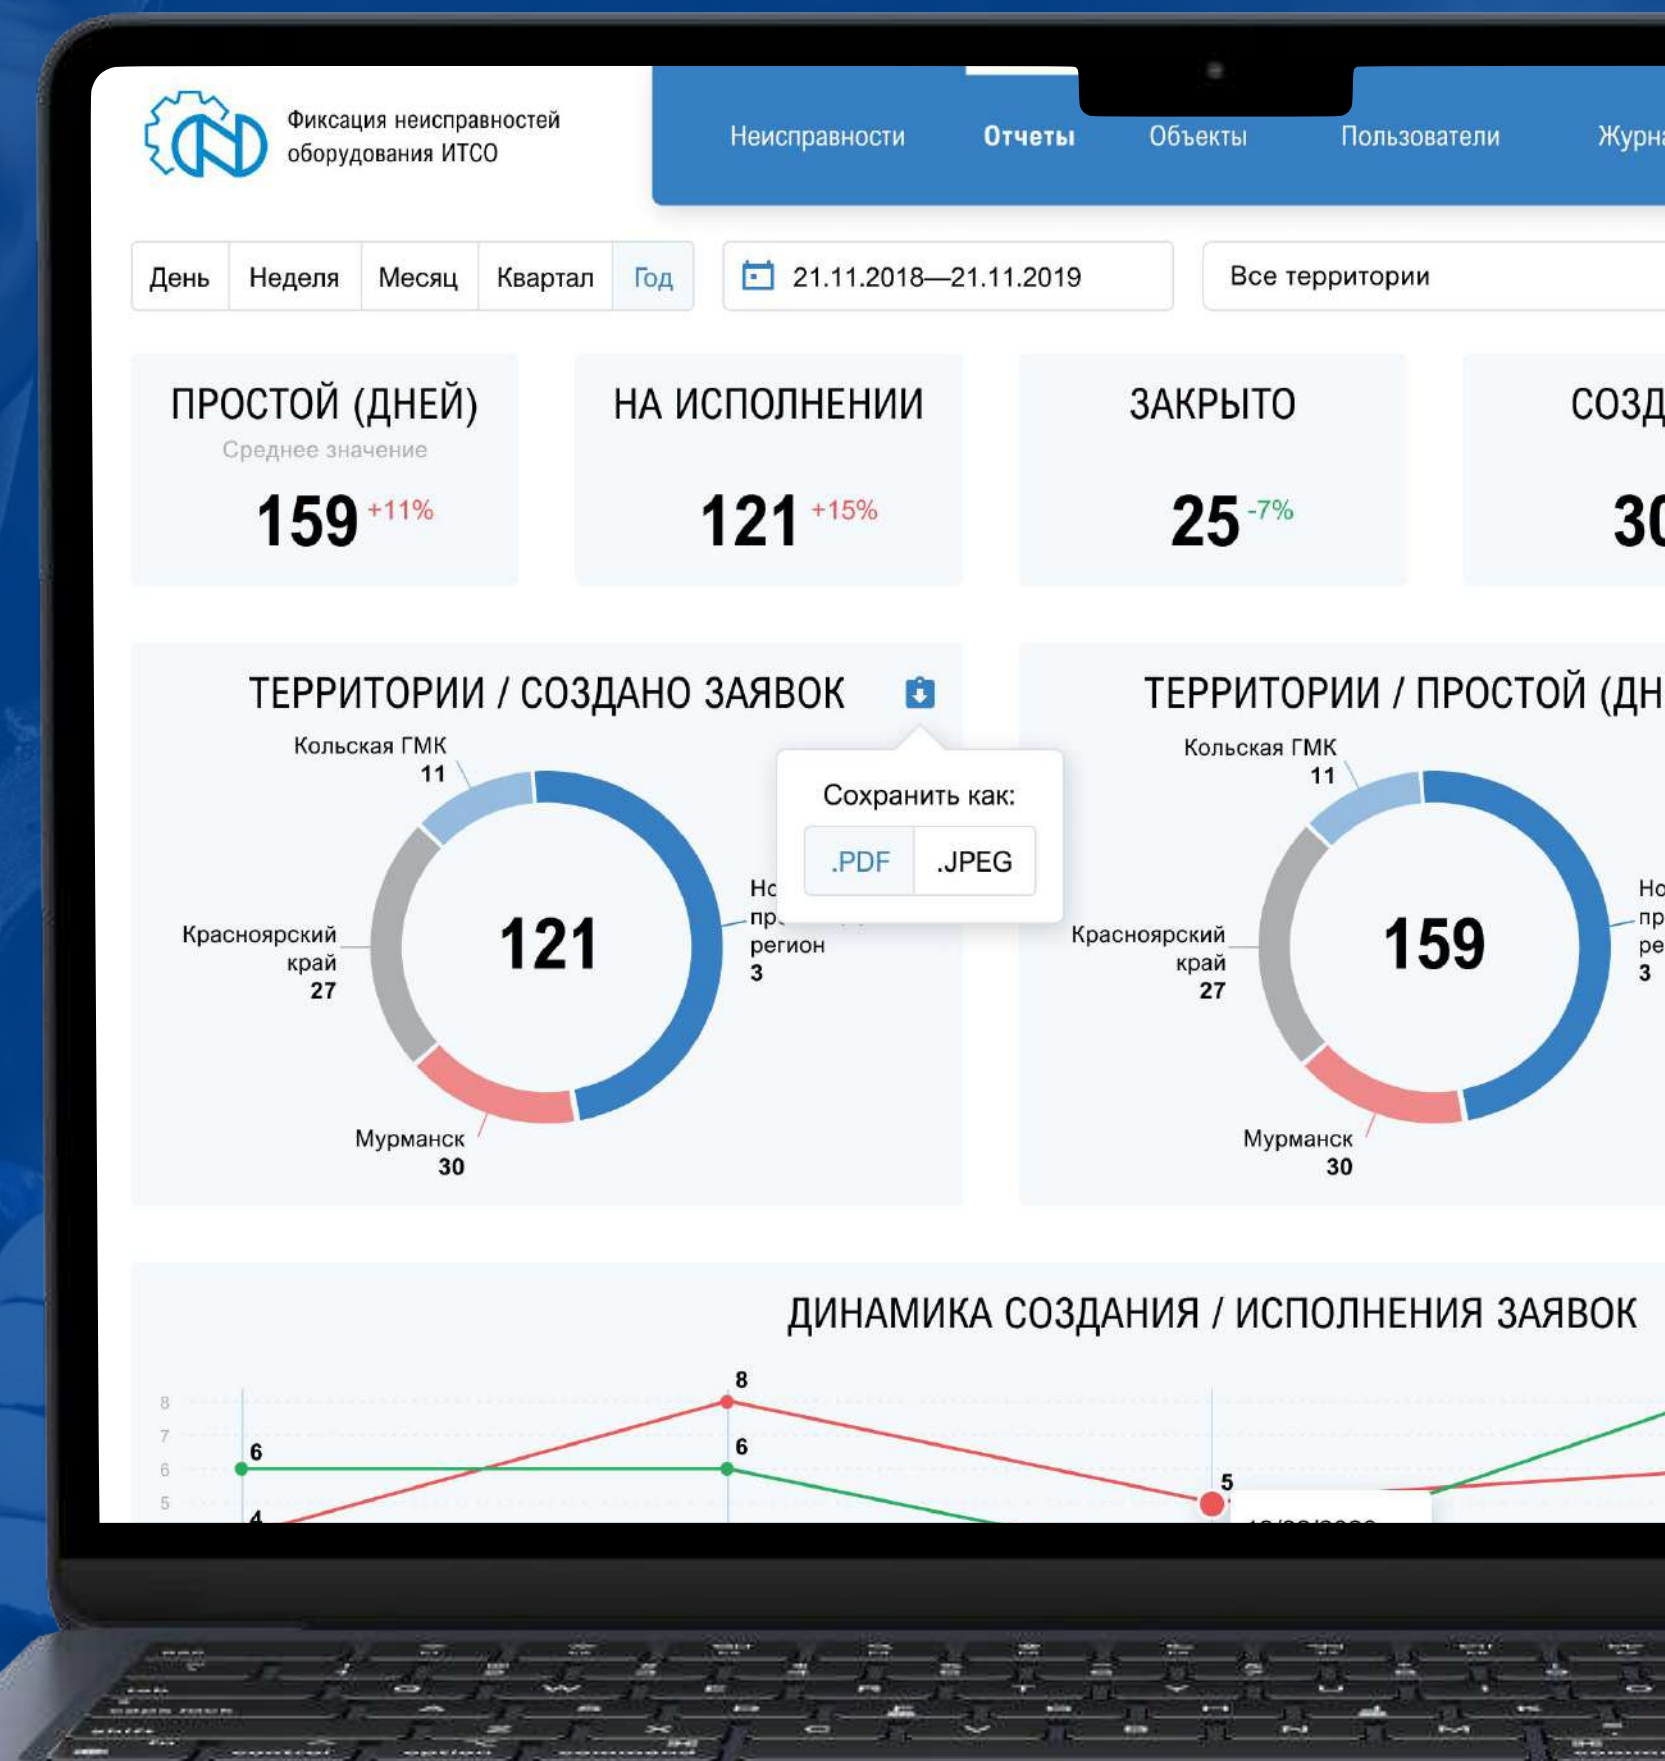 Фиксация неисправностей
оборудования ИТСО
Неисправности Отчеты Объекты Пользователи
День Неделя Месяц Квартал Год
21.11.2018—21.11.2019
Все территории
ПРОСТОЙ (ДНЕЙ)
Среднее значение
159 +11%
НА ИСПОЛНЕНИИ
121 +15%
ЗАКРЫТО
25 -7%
ТЕРРИТОРИИ / СОЗДАНО ЗАЯВОК
Кольская ГМК
11
Сохранить как:
.PDF .JPEG
регион
3
Красноярский
край
27
121
Мурманск
30
ТЕРРИТОРИИ / ПРОСТОЙ
Кольская ГМК
11
3
Красноярский
край
27
159
Мурманск
30
ДИНАМИКА СОЗДАНИЯ / ИСПОЛНЕНИЯ ЗАЯВОК
8
7
6
5
6
4
8
6
5